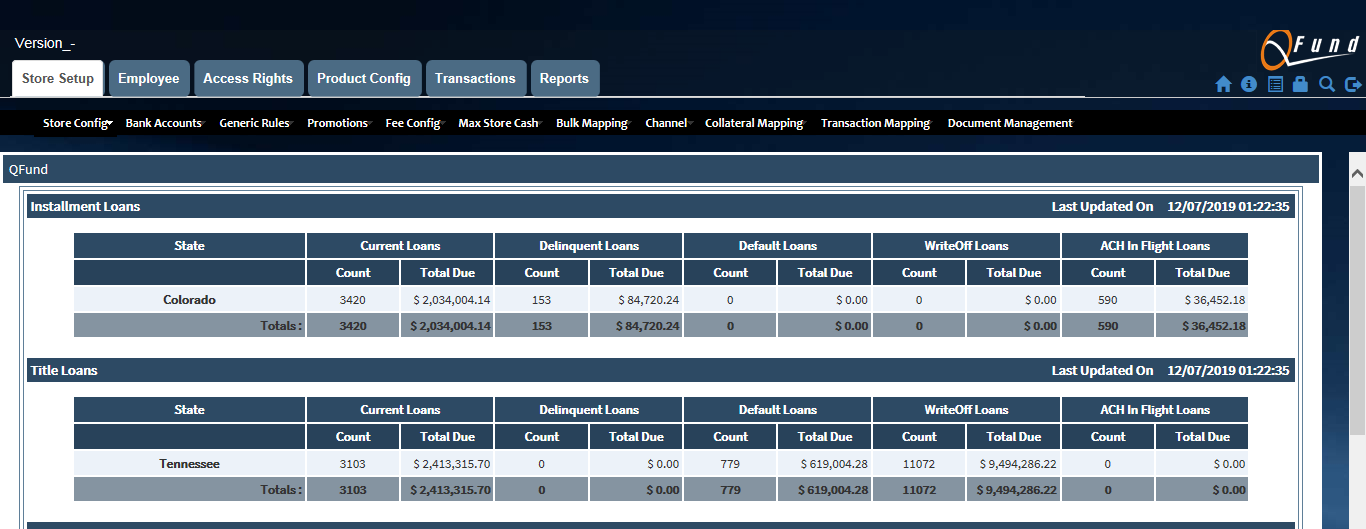 Version_-
QFund
Store Setup Employee Access Rights Product Config Transactions Reports
Store Config Bank Accounts Generic Rules Promotions Fee Config Max Store Cash Bulk Mapping Channel Collateral Mapping Transaction Mapping Document Management
QFund
Installment Loans Last Updated On 12/07/2019 01:22:35
State Current Loans Delinquent Loans Default Loans WriteOff Loans ACH In Flight Loans
Count Total Due Count Total Due Count Total Due Count Total Due Count Total Due
Colorado 3420 $ 2,034,004.14 153 $ 84,720.24 0 $ 0.00 0 $ 0.00 590 $ 36,452.18
Totals : 3420 $ 2,034,004.14 153 $ 84,720.24 0 $ 0.00 0 $ 0.00 590 $ 36,452.18
Title Loans Last Updated On 12/07/2019 01:22:35
State Current Loans Delinquent Loans Default Loans WriteOff Loans ACH In Flight Loans
Count Total Due Count Total Due Count Total Due Count Total Due Count Total Due
Tennessee 3103 $ 2,413,315.70 0 $ 0.00 779 $ 619,004.28 11072 $ 9,494,286.22 0 $ 0.00
Totals : 3103 $ 2,413,315.70 0 $ 0.00 779 $ 619,004.28 11072 $ 9,494,286.22 0 $ 0.00